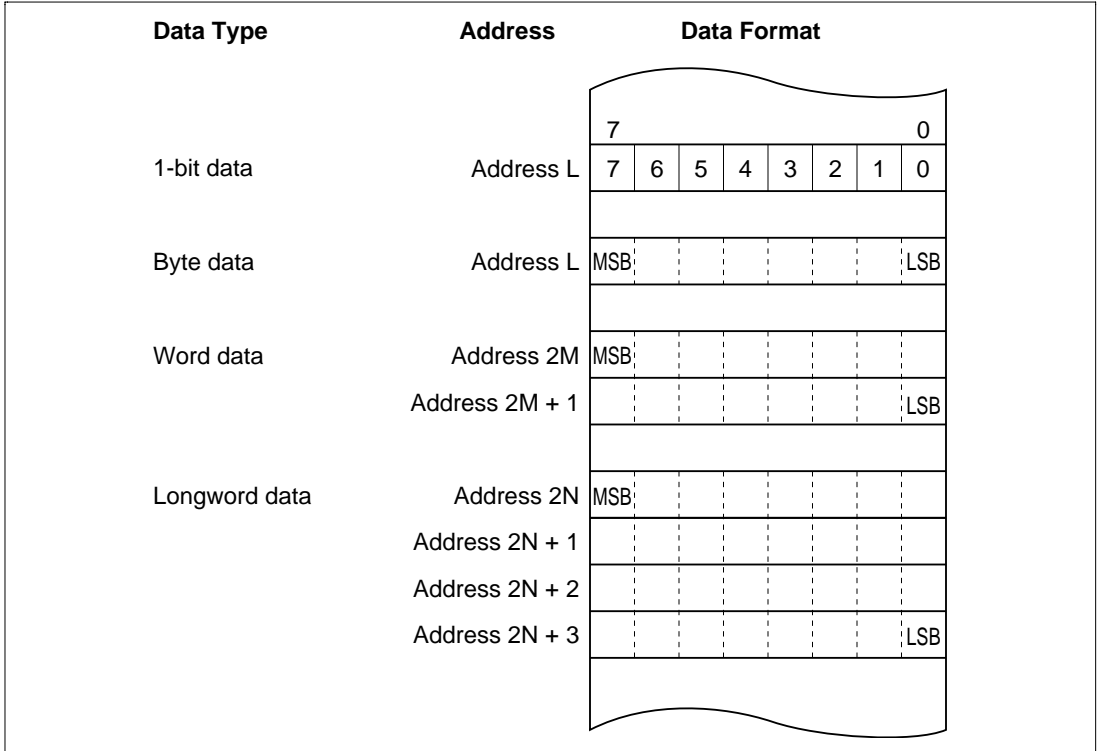 Data Type Address Data Format
7 0
1-bit data Address L 7 6 5 4 3 2 1 0
Byte data Address L MSB LSB
Word data Address 2M MSB
Address 2M + 1 LSB
Longword data Address 2N MSB
Address 2N + 1
Address 2N + 2
Address 2N + 3 LSB